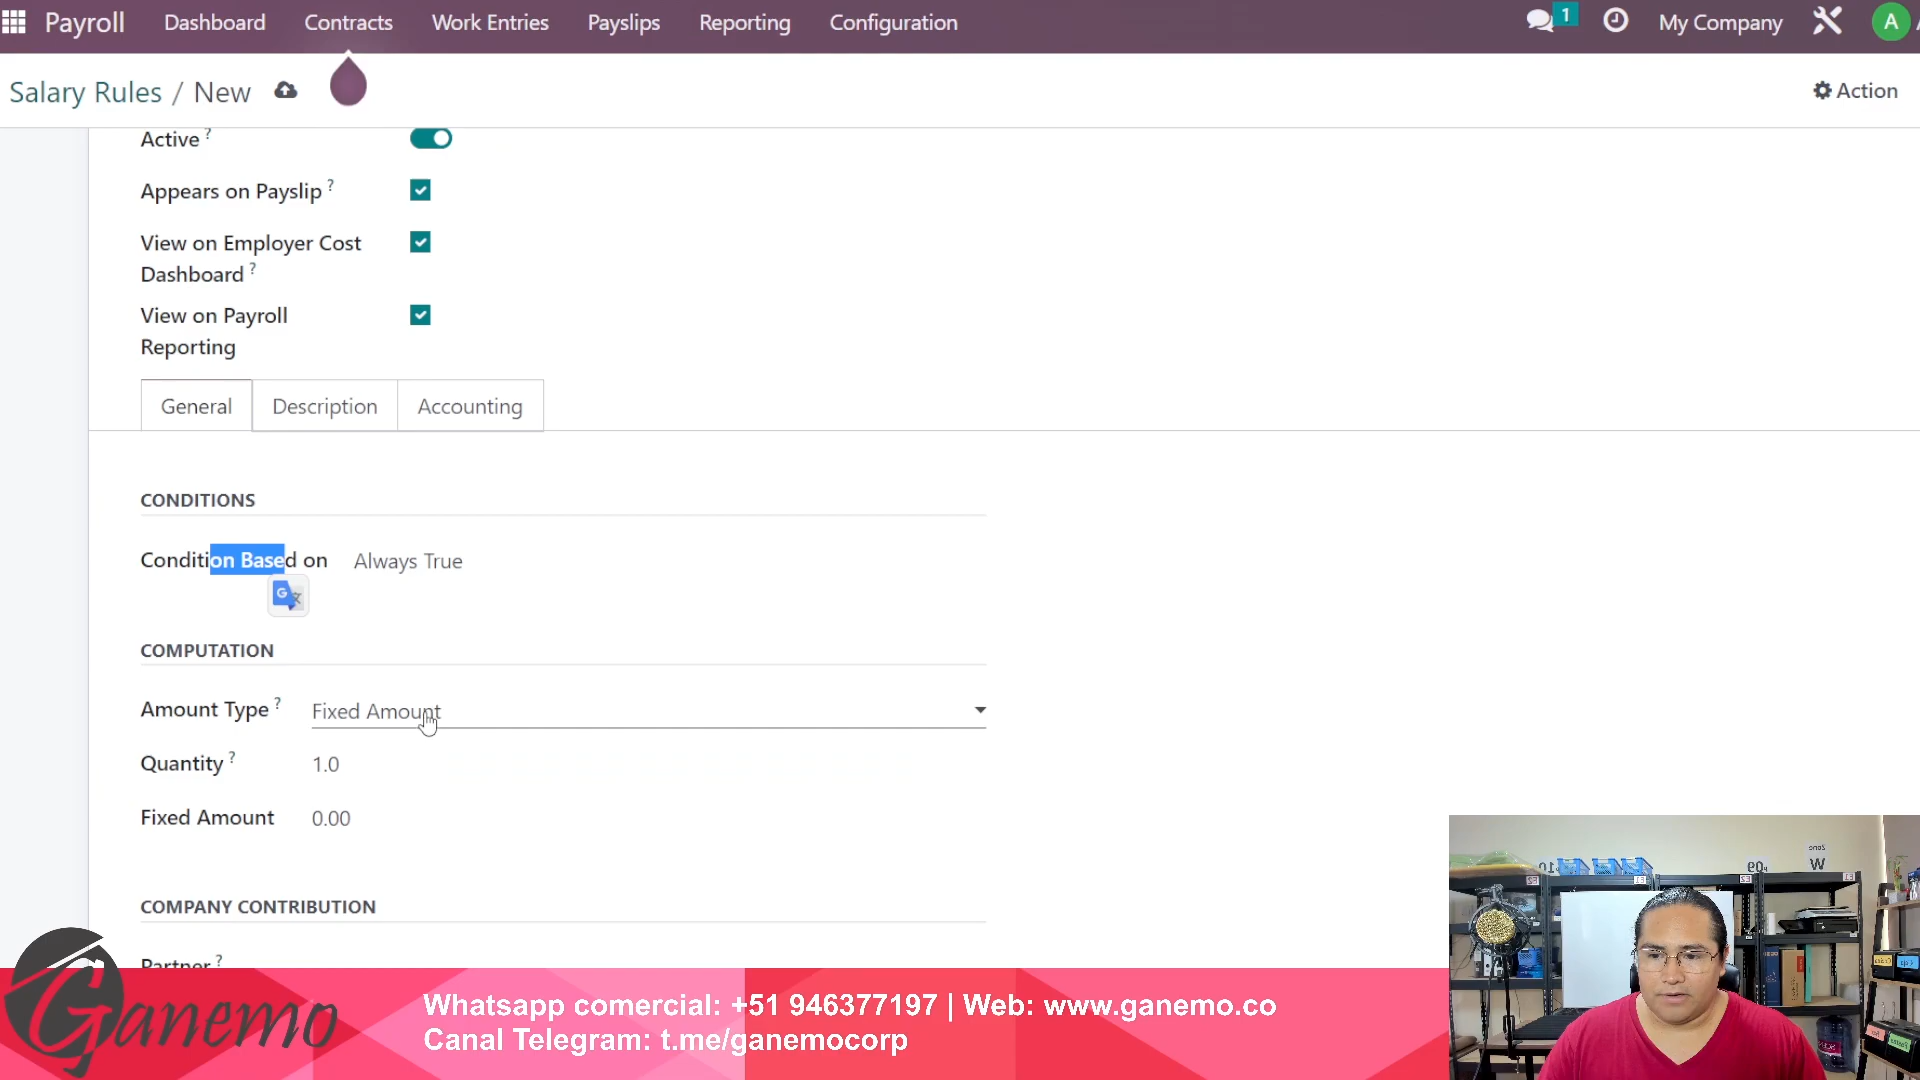 Payroll Dashboard Contracts Work Entries Payslips Reporting Configuration 1 My Company A
Salary Rules / New Action
Active ?
Appears on Payslip ?
View on Employer Cost
Dashboard ?
View on Payroll
Reporting
General Description Accounting
CONDITIONS
Condition Based on Always True
COMPUTATION
Amount Type ? Fixed Amount
Quantity ? 1.0
Fixed Amount 0.00
COMPANY CONTRIBUTION
Partner ?
Ganemo
Whatsapp comercial: +51 946377197 | Web: www.ganemo.co
Canal Telegram: t.me/ganemocorp